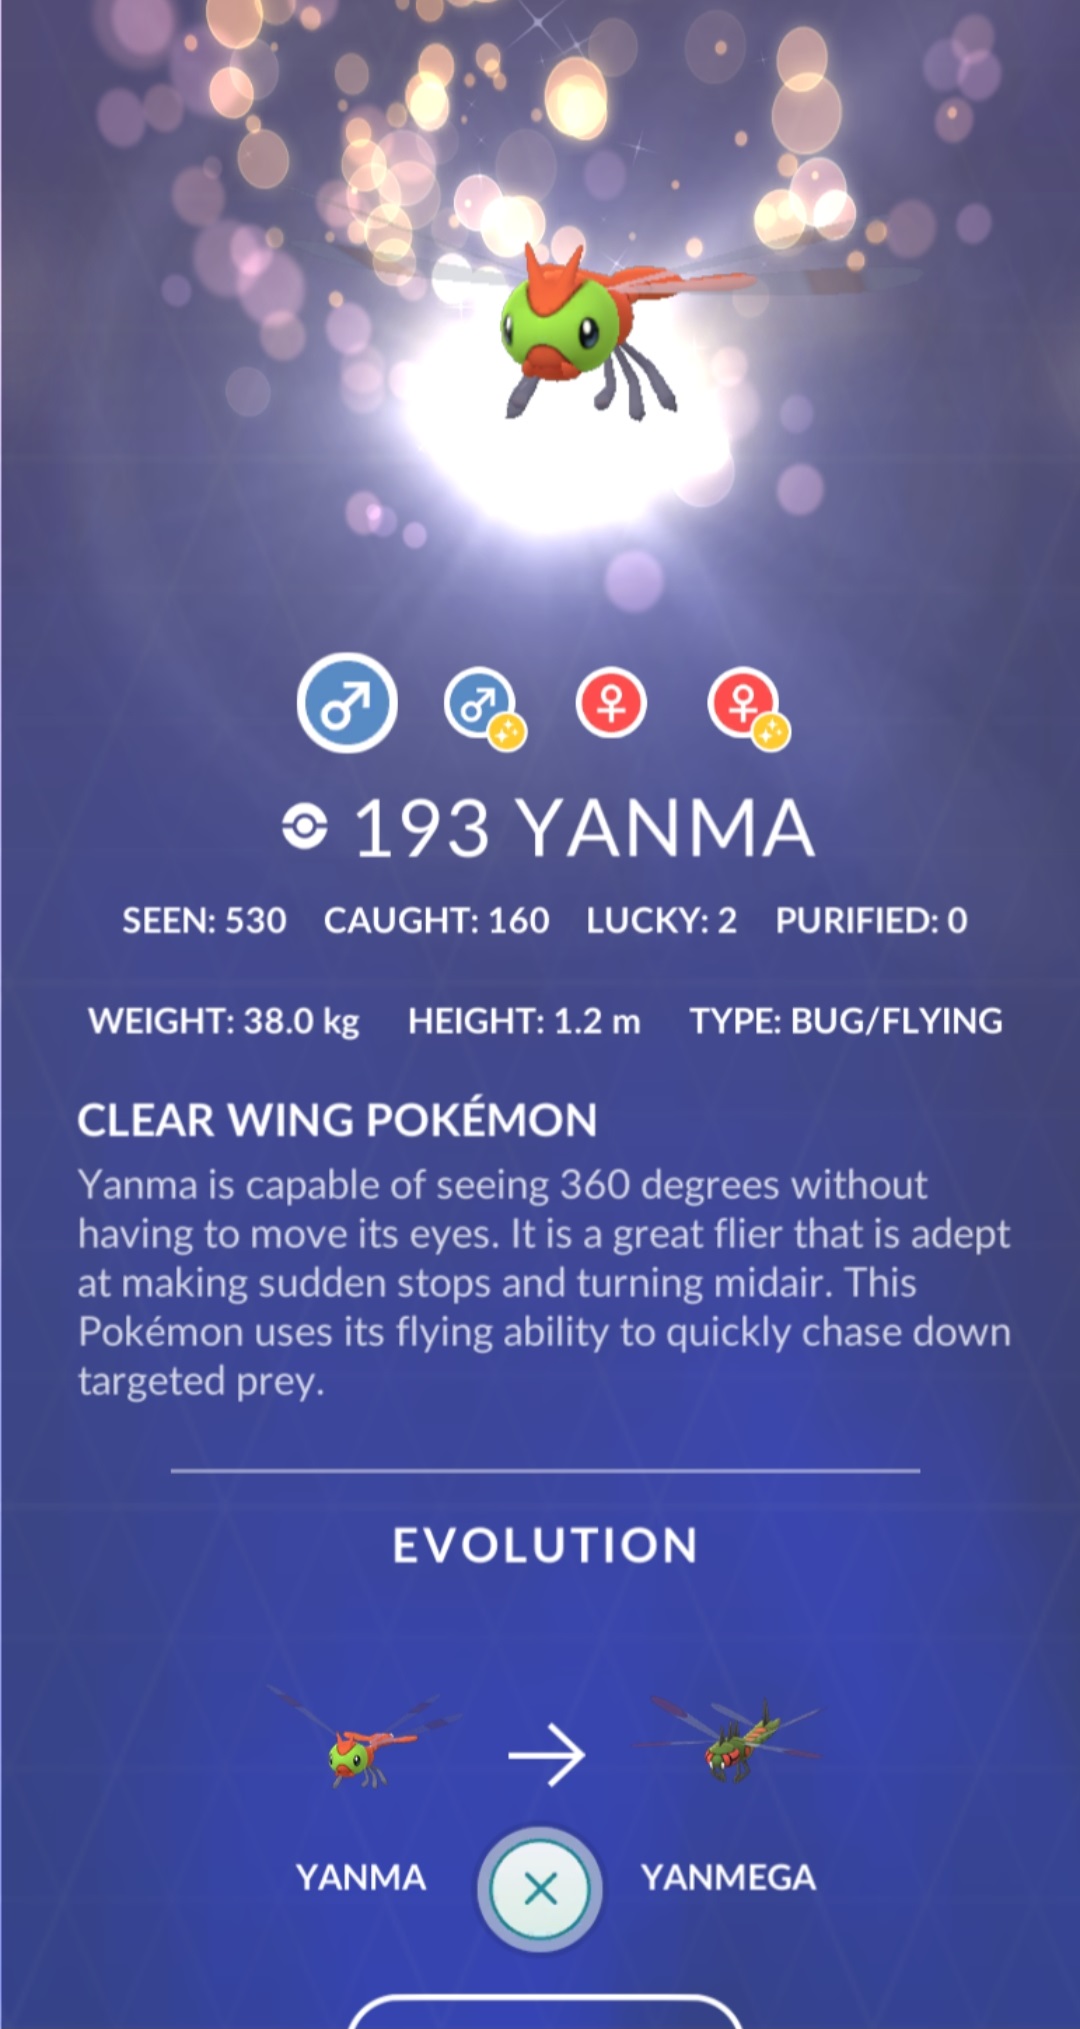 193 YANMA
SEEN: 530 CAUGHT: 160 LUCKY: 2 PURIFIED: 0
WEIGHT: 38.0 kg HEIGHT: 1.2 m TYPE: BUG/FLYING
CLEAR WING POKÉMON
Yanma is capable of seeing 360 degrees without
having to move its eyes. It is a great flier that is adept
at making sudden stops and turning midair. This
Pokémon uses its flying ability to quickly chase down
targeted prey.
EVOLUTION
YANMA YANMEGA